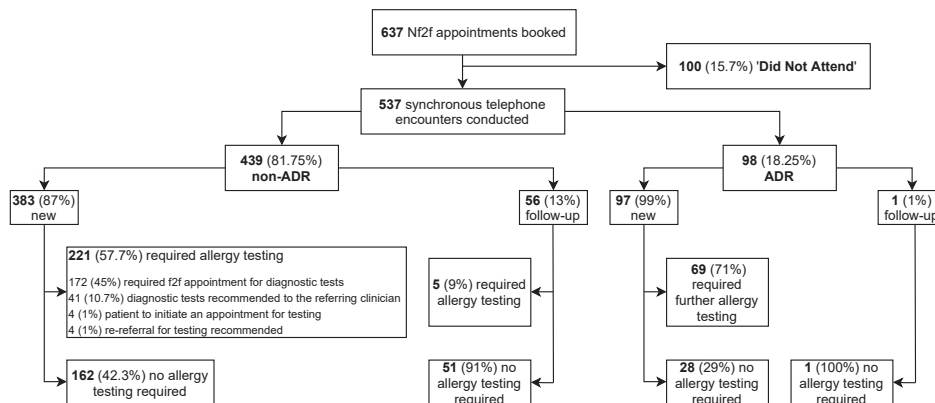 637 Nf2f appointments booked
100 (15.7%) 'Did Not Attend'
537 synchronous telephone
encounters conducted
439 (81.75%)
non-ADR
98 (18.25%)
ADR
383 (87%)
new
56 (13%)
follow-up
97 (99%)
new
1 (1%)
follow-up
221 (57.7%) required allergy testing
172 (45%) required f2f appointment for diagnostic tests
41 (10.7%) diagnostic tests recommended to the referring clinician
4 (1%) patient to initiate an appointment for testing
4 (1%) re-referral for testing recommended
5 (9%) required
allergy testing
69 (71%)
required
further allergy
testing
162 (42.3%) no allergy
testing required
51 (91%) no
allergy testing
required
28 (29%) no
allergy testing
required
1 (100%) no
allergy testing
required